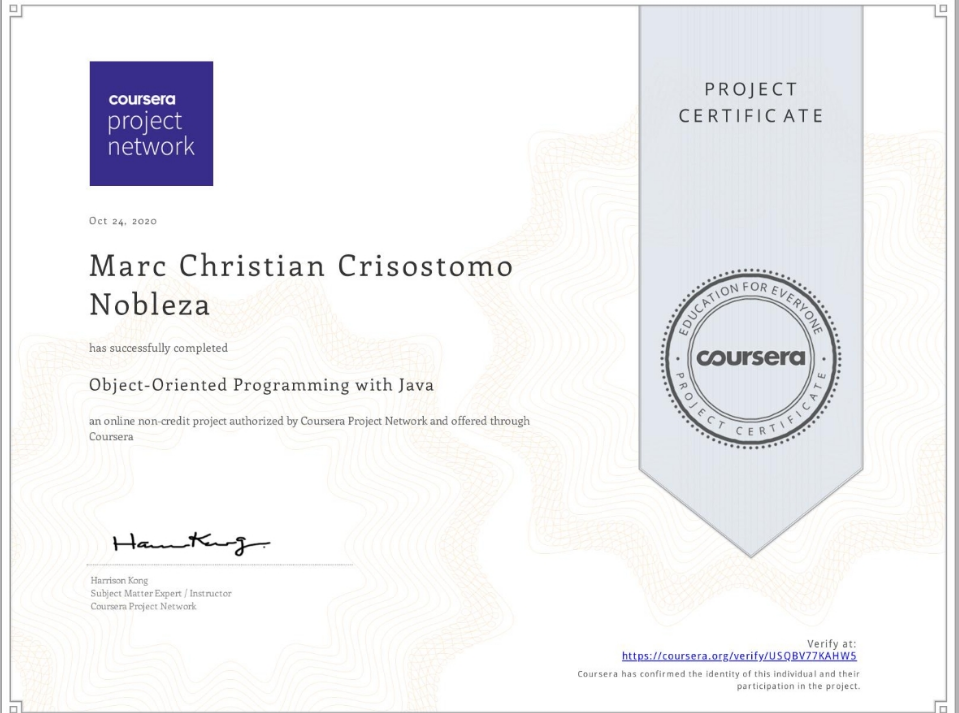 coursera
project
network
PROJECT
CERTIFICATE
Oct 24, 2020
Marc Christian Crisostomo
Nobleza
has successfully completed
Object-Oriented Programming with Java
an online non-credit project authorized by Coursera Project Network and offered through
Coursera
EDUCATION FOR EVERYONE
coursera
PROJECT CERTIFICATE
Harrison Kong
Subject Matter Expert / Instructor
Coursera Project Network
Verify at:
https://coursera.org/verify/USQBV77KAHW5
Coursera has confirmed the identity of this individual and their
participation in the project.